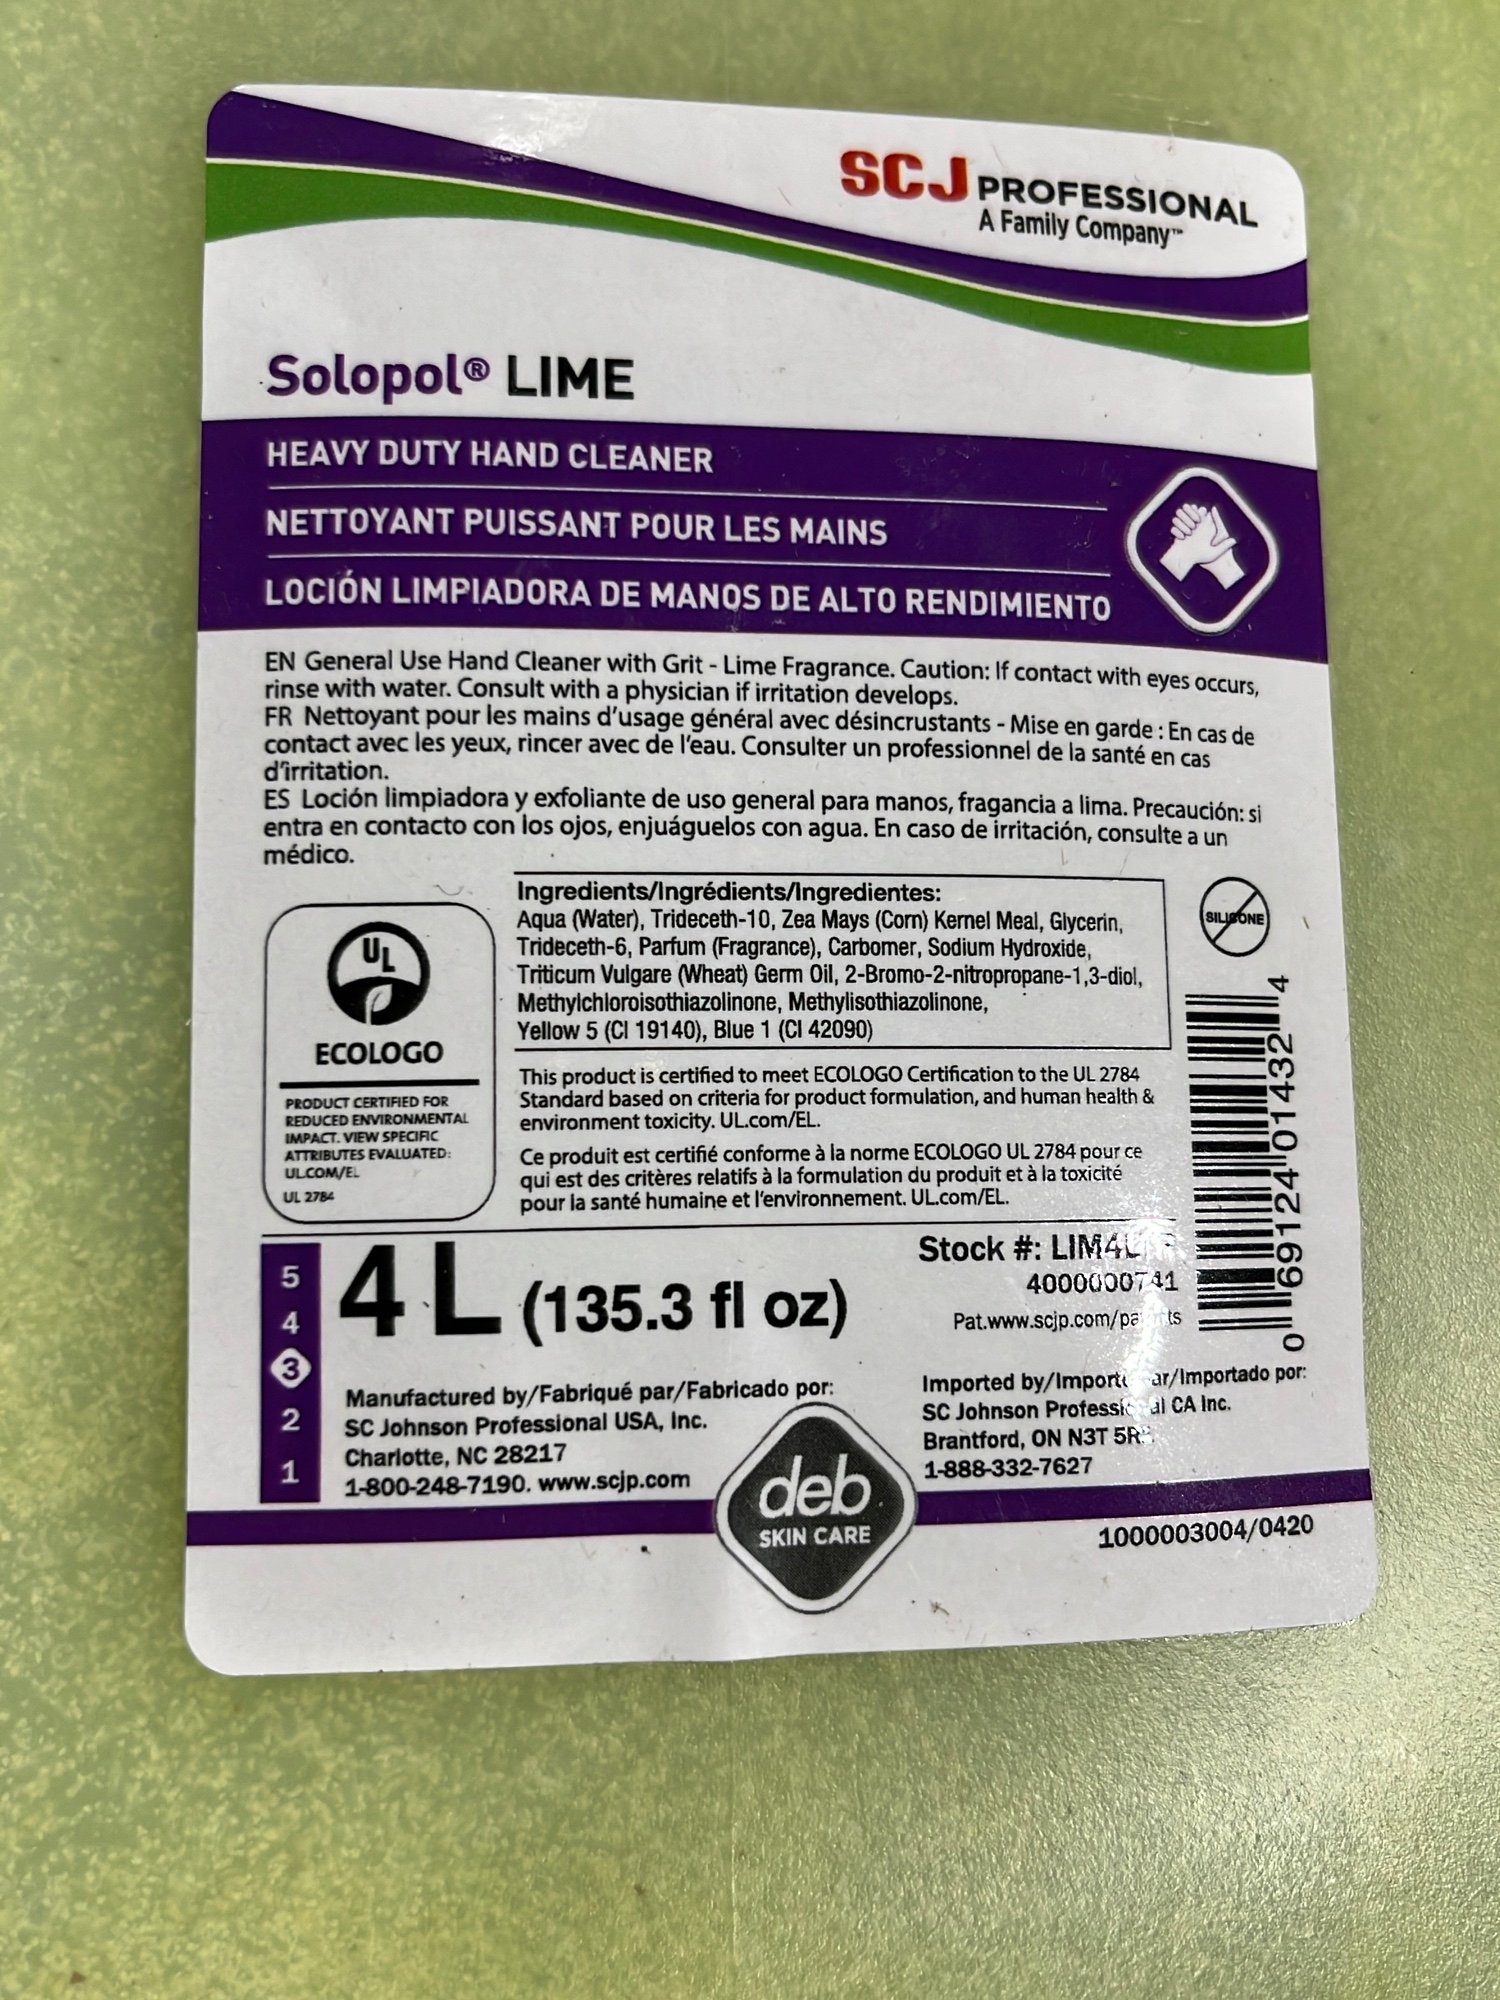 SCJ PROFESSIONAL
A Family Company™
Solopol® LIME
HEAVY DUTY HAND CLEANER
NETTOYANT PUISSANT POUR LES MAINS
LOCIÓN LIMPIADORA DE MANOS DE ALTO RENDIMIENTO
EN General Use Hand Cleaner with Grit - Lime Fragrance. Caution: If contact with eyes occurs,
rinse with water. Consult with a physician if irritation develops.
FR Nettoyant pour les mains d'usage général avec désincrustants - Mise en garde : En cas de
contact avec les yeux, rincer avec de l'eau. Consulter un professionnel de la santé en cas
d'irritation.
ES Loción limpiadora y exfoliante de uso general para manos, fragancia a lima. Precaución: si
entra en contacto con los ojos, enjuáguelos con agua. En caso de irritación, consulte a un
médico.
UL
ECOLOGO
PRODUCT CERTIFIED FOR
REDUCED ENVIRONMENTAL
IMPACT. VIEW SPECIFIC
ATTRIBUTES EVALUATED:
UL.COM/EL
UL 2784
Ingredients/Ingrédients/Ingredientes:
Aqua (Water), Trideceth-10, Zea Mays (Corn) Kernel Meal, Glycerin,
Trideceth-6, Parfum (Fragrance), Carbomer, Sodium Hydroxide,
Triticum Vulgare (Wheat) Germ Oil, 2-Bromo-2-nitropropane-1,3-diol,
Methylchloroisothiazolinone, Methylisothiazolinone,
Yellow 5 (CI 19140), Blue 1 (CI 42090)
SILICONE
This product is certified to meet ECOLOGO Certification to the UL 2784
Standard based on criteria for product formulation, and human health &
environment toxicity. UL.com/EL.
Ce produit est certifié conforme à la norme ECOLOGO UL 2784 pour ce
qui est des critères relatifs à la formulation du produit et à la toxicité
pour la santé humaine et l'environnement. UL.com/EL.
0 69124 01432 4
5
4
3
2
1
4 L (135.3 fl oz)
Stock #:
4000000741
Manufactured by/Fabriqué par/Fabricado por:
SC Johnson Professional USA, Inc.
Charlotte, NC 28217
1-800-248-7190. www.scjp.com
deb
SKIN CARE
Imported por:
SC Johnson Professional CA Inc.
Brantford, ON N3T
1-888-332-7627
1000003004/0420